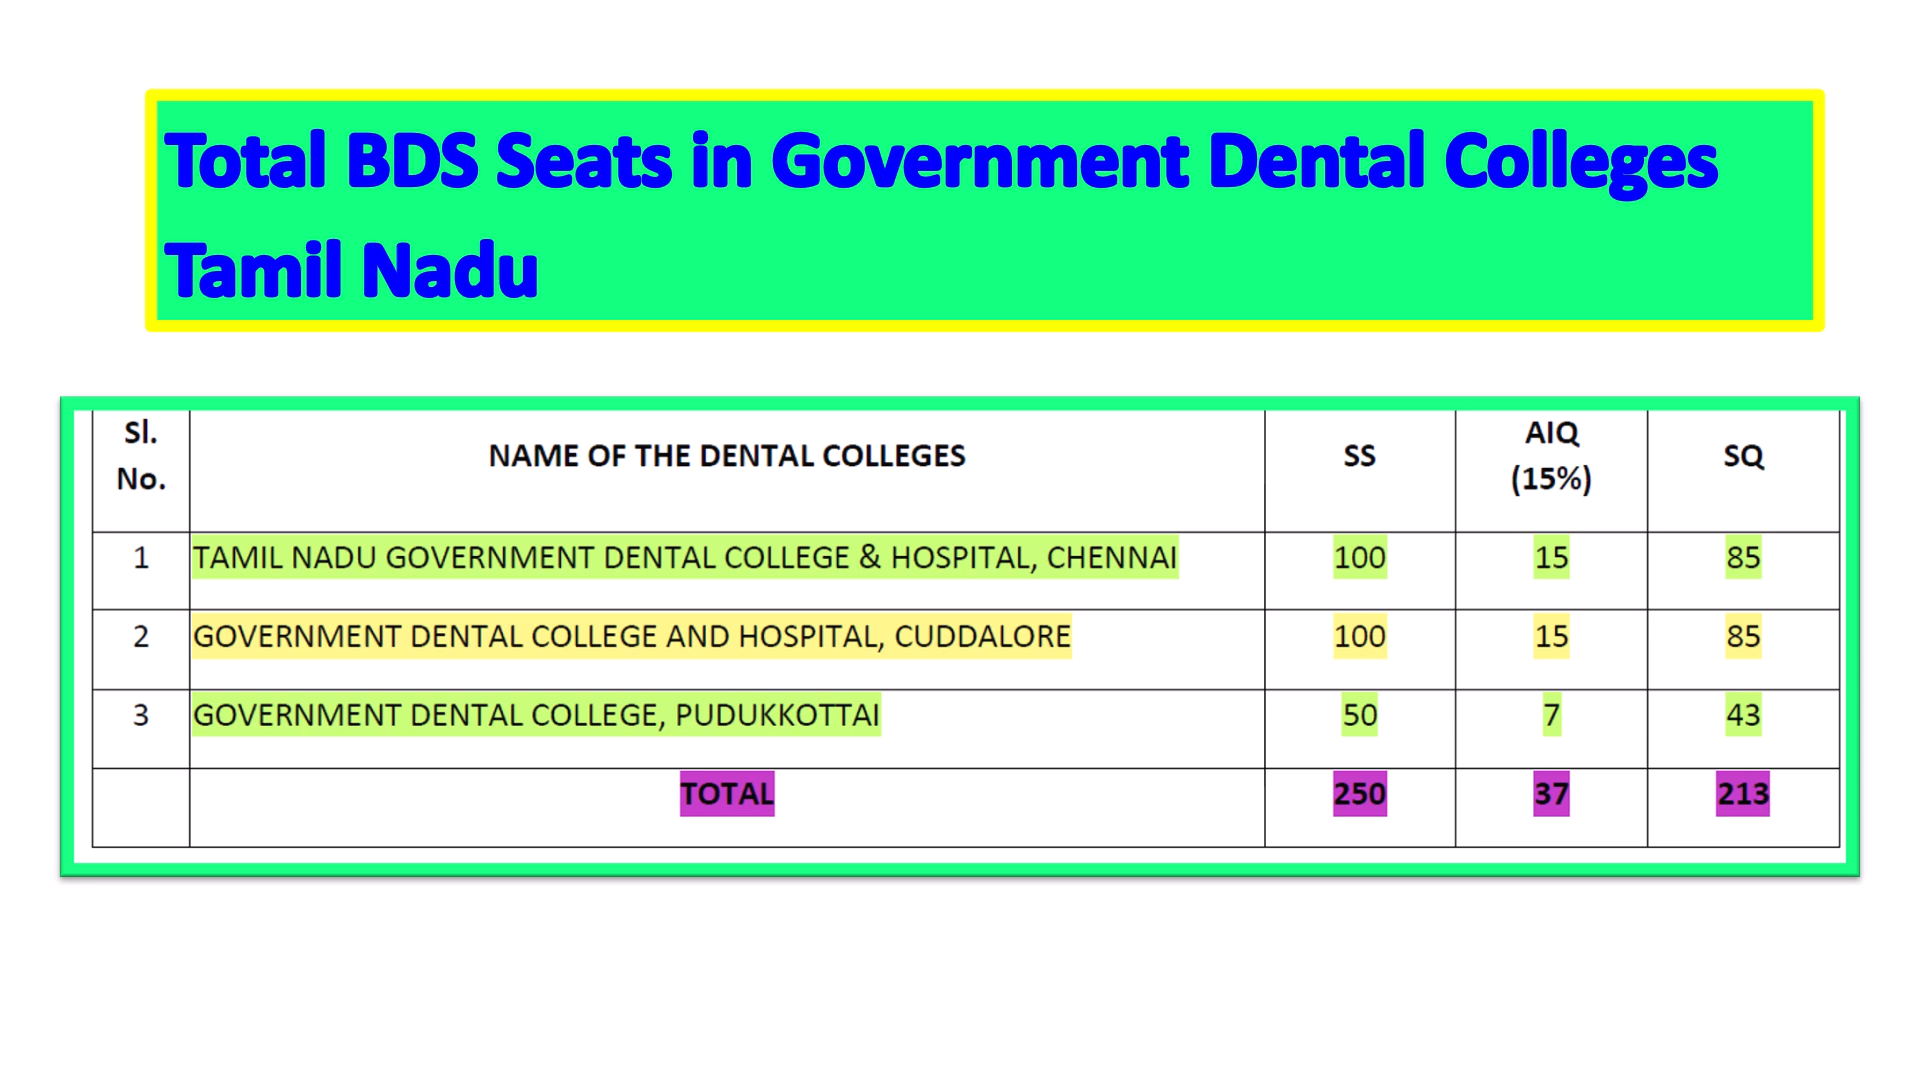 Total BDS Seats in Government Dental Colleges
Tamil Nadu
Sl. No. NAME OF THE DENTAL COLLEGES SS AIQ (15%) SQ
1 TAMIL NADU GOVERNMENT DENTAL COLLEGE & HOSPITAL, CHENNAI 100 15 85
2 GOVERNMENT DENTAL COLLEGE AND HOSPITAL, CUDDALORE 100 15 85
3 GOVERNMENT DENTAL COLLEGE, PUDUKKOTTAI 50 7 43
TOTAL 250 37 213